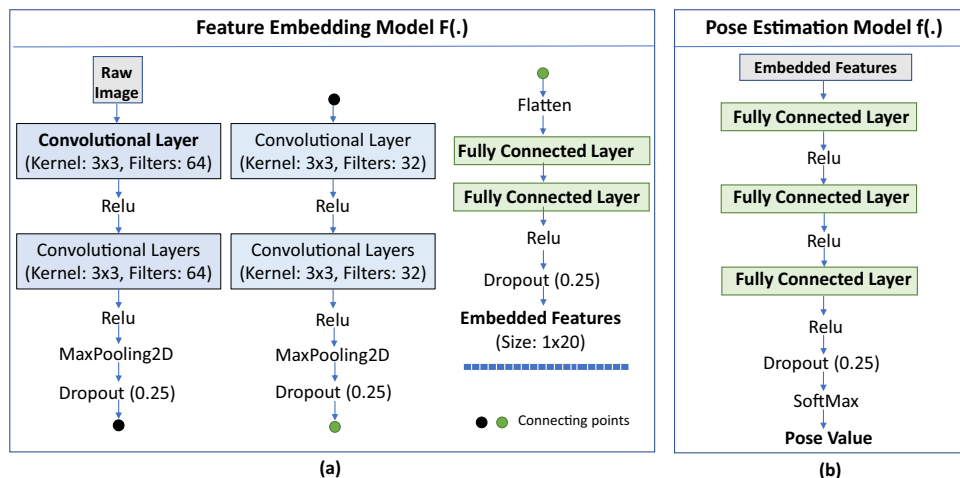 Feature Embedding Model F(.)
Raw
Image
Convolutional Layer
(Kernel: 3x3, Filters: 64)
Relu
Convolutional Layers
(Kernel: 3x3, Filters: 64)
Relu
MaxPooling2D
Dropout (0.25)
Convolutional Layer
(Kernel: 3x3, Filters: 32)
Relu
Convolutional Layers
(Kernel: 3x3, Filters: 32)
Relu
MaxPooling2D
Dropout (0.25)
Flatten
Fully Connected Layer
Fully Connected Layer
Relu
Dropout (0.25)
Embedded Features
(Size: 1x20)
Connecting points
(a)
Pose Estimation Model f(.)
Embedded Features
Fully Connected Layer
Relu
Fully Connected Layer
Relu
Fully Connected Layer
Relu
Dropout (0.25)
SoftMax
Pose Value
(b)